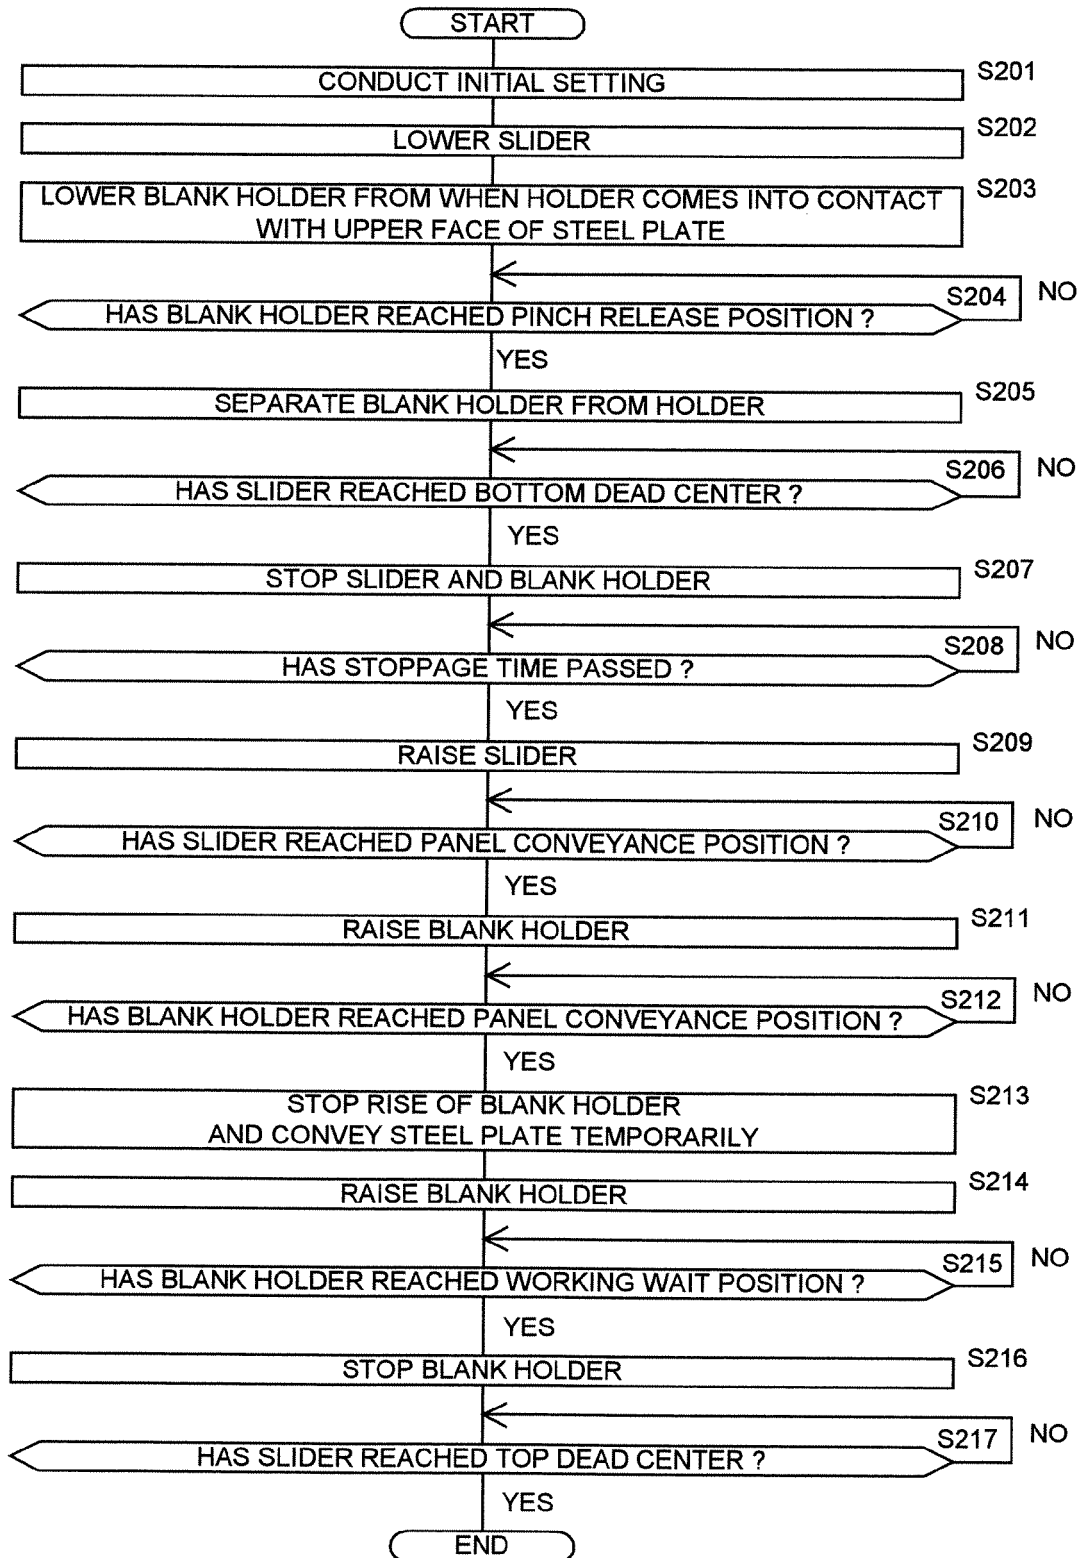 START
CONDUCT INITIAL SETTING
S201
LOWER SLIDER
S202
LOWER BLANK HOLDER FROM WHEN HOLDER COMES INTO CONTACT
WITH UPPER FACE OF STEEL PLATE
S203
HAS BLANK HOLDER REACHED PINCH RELEASE POSITION ?
S204
NO
YES
SEPARATE BLANK HOLDER FROM HOLDER
S205
HAS SLIDER REACHED BOTTOM DEAD CENTER ?
S206
NO
YES
STOP SLIDER AND BLANK HOLDER
S207
HAS STOPPAGE TIME PASSED ?
S208
NO
YES
RAISE SLIDER
S209
HAS SLIDER REACHED PANEL CONVEYANCE POSITION ?
S210
NO
YES
RAISE BLANK HOLDER
S211
HAS BLANK HOLDER REACHED PANEL CONVEYANCE POSITION ?
S212
NO
YES
STOP RISE OF BLANK HOLDER
AND CONVEY STEEL PLATE TEMPORARILY
S213
RAISE BLANK HOLDER
S214
HAS BLANK HOLDER REACHED WORKING WAIT POSITION ?
S215
NO
YES
STOP BLANK HOLDER
S216
HAS SLIDER REACHED TOP DEAD CENTER ?
S217
NO
YES
END